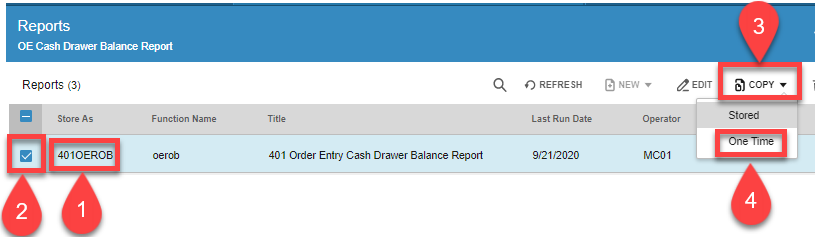 Reports
OE Cash Drawer Balance Report
3
Reports (3)
REFRESH
NEW
EDIT
COPY
Stored
One Time
Store As
Function Name
Title
Last Run Date
Operator
401OEROB
oerob
401 Order Entry Cash Drawer Balance Report
9/21/2020
MC01
2
1
4